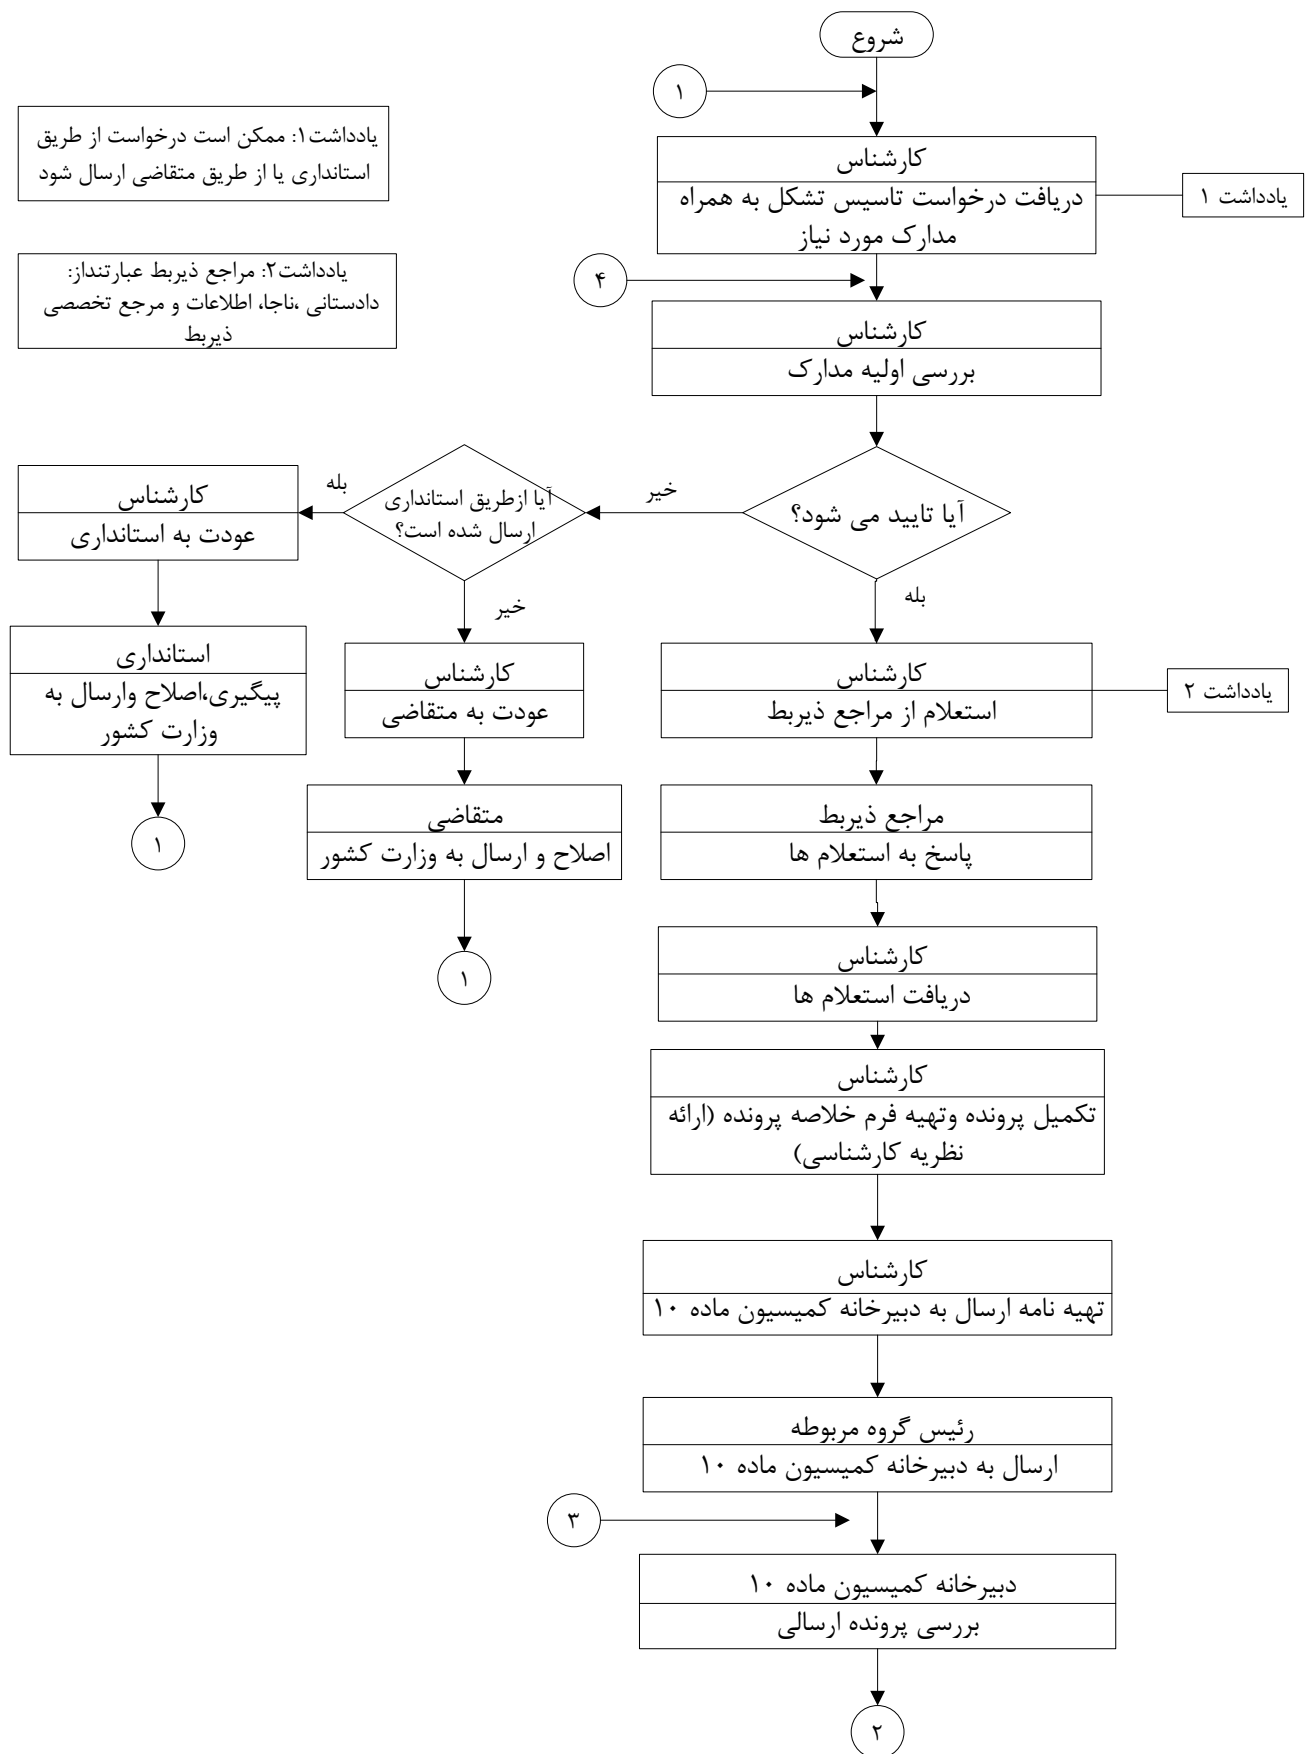 شروع
۱
یادداشت۱: ممکن است درخواست از طریق
استانداری یا از طریق متقاضی ارسال شود
کارشناس
دریافت درخواست تاسیس تشکل به همراه
مدارک مورد نیاز
یادداشت ۱
یادداشت۲: مراجع ذیربط عبارتنداز:
دادستانی ،ناجا، اطلاعات و مرجع تخصصی
ذیربط
۴
کارشناس
بررسی اولیه مدارک
آیا تایید می شود؟
خیر
آیا ازطریق استانداری
ارسال شده است؟
بله
کارشناس
عودت به استانداری
بله
خیر
استانداری
پیگیری،اصلاح وارسال به
وزارت کشور
۱
کارشناس
عودت به متقاضی
متقاضی
اصلاح و ارسال به وزارت کشور
۱
کارشناس
استعلام از مراجع ذیربط
یادداشت ۲
مراجع ذیربط
پاسخ به استعلام ها
کارشناس
دریافت استعلام ها
کارشناس
تکمیل پرونده وتهیه فرم خلاصه پرونده (ارائه
نظریه کارشناسی)
کارشناس
تهیه نامه ارسال به دبیرخانه کمیسیون ماده ۱۰
رئیس گروه مربوطه
ارسال به دبیرخانه کمیسیون ماده ۱۰
۳
دبیرخانه کمیسیون ماده ۱۰
بررسی پرونده ارسالی
۲